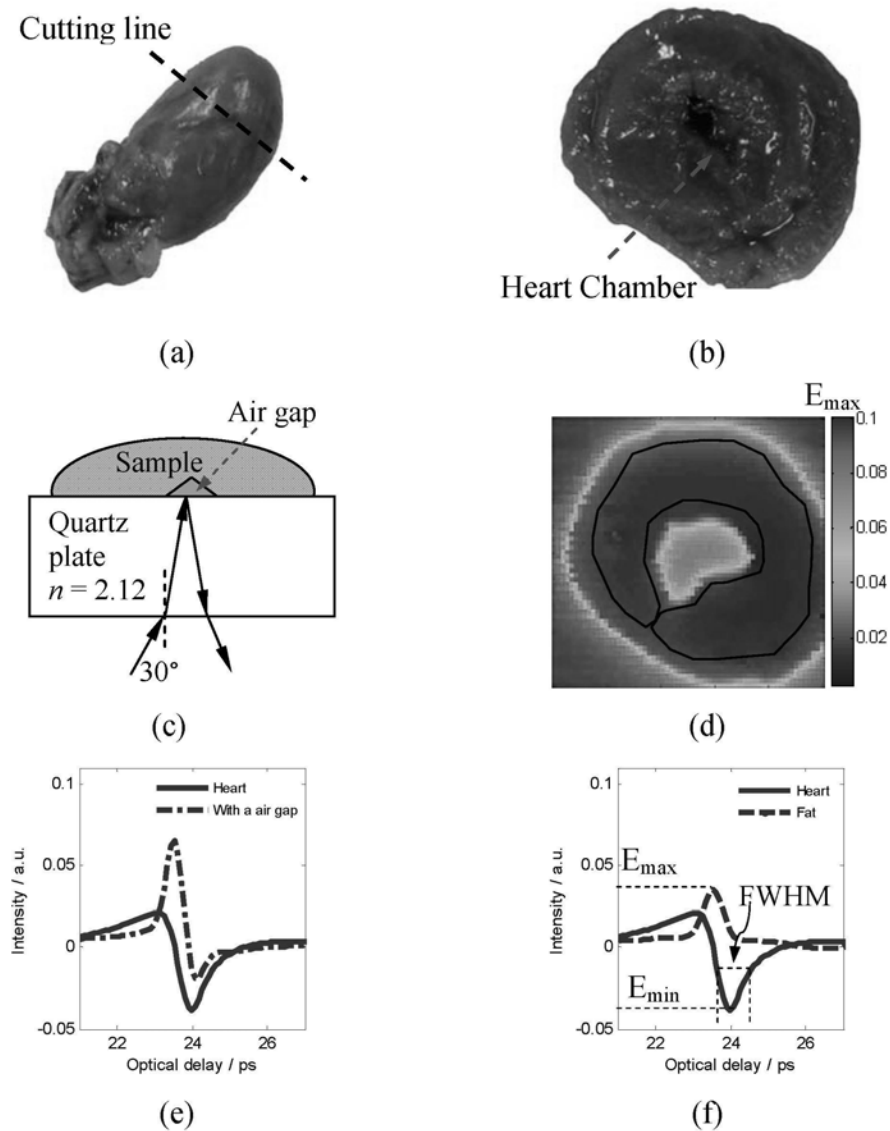 Cutting line
Heart Chamber
(a)
(b)
Air gap
Sample
Quartz
plate
n = 2.12
30°
(c)
E_max
0.1
0.08
0.06
0.04
0.02
(d)
Heart
With a air gap
0.1
0.05
0
-0.05
Intensity / a.u.
22
24
26
Optical delay / ps
(e)
Heart
Fat
E_max
FWHM
E_min
0.1
0.05
0
-0.05
Intensity / a.u.
22
24
26
Optical delay / ps
(f)